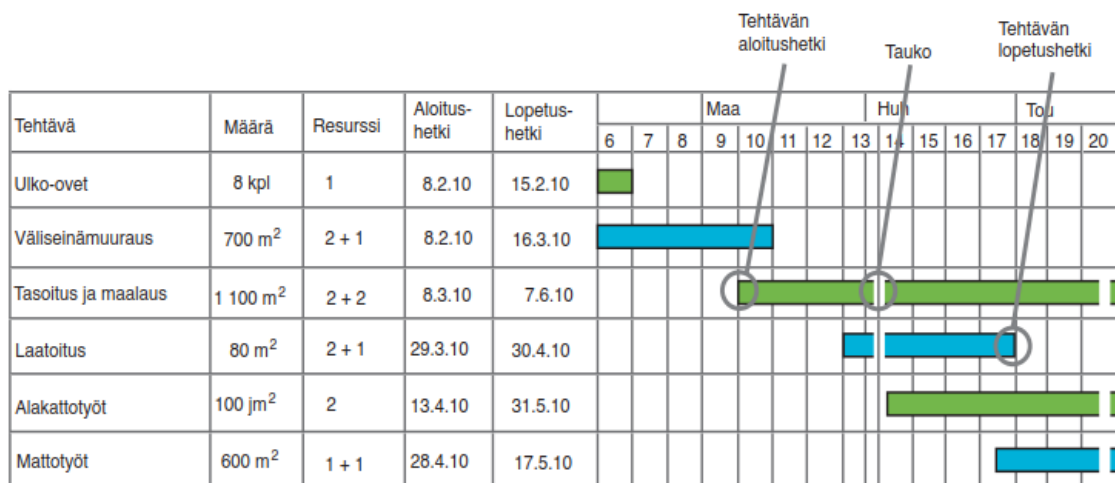 Tehtävän
aloitushetki
Tauko
Tehtävän
lopetushetki
Tehtävä Määrä Resurssi Aloitus-
hetki Lopetus-
hetki Maa Huh Tou
6 7 8 9 10 11 12 13 14 15 16 17 18 19 20
Ulko-ovet 8 kpl 1 8.2.10 15.2.10
Väliseinämuuraus 700 m² 2 + 1 8.2.10 16.3.10
Tasoitus ja maalaus 1 100 m² 2 + 2 8.3.10 7.6.10
Laatoitus 80 m² 2 + 1 29.3.10 30.4.10
Alakattotyöt 100 jm² 2 13.4.10 31.5.10
Mattotyöt 600 m² 1 + 1 28.4.10 17.5.10